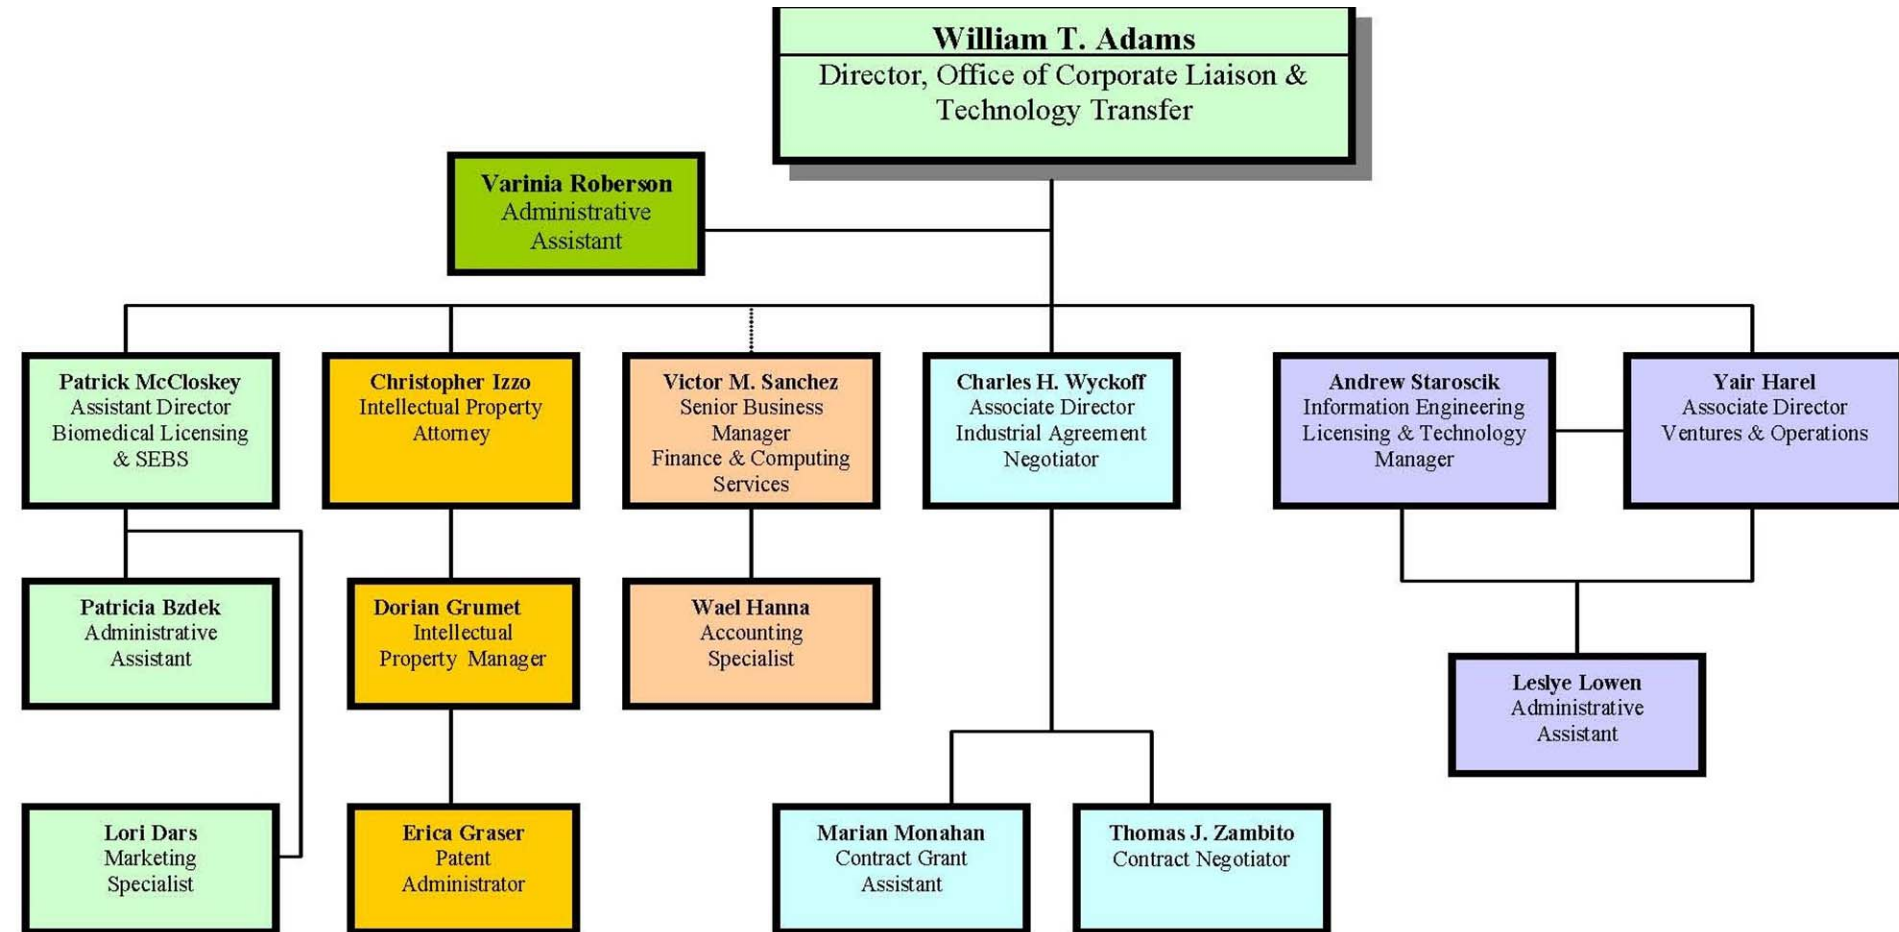 William T. Adams
Director, Office of Corporate Liaison &
Technology Transfer
Varinia Roberson
Administrative
Assistant
Patrick McCloskey
Assistant Director
Biomedical Licensing
& SEBS
Christopher Izzo
Intellectual Property
Attorney
Victor M. Sanchez
Senior Business
Manager
Finance & Computing
Services
Charles H. Wyckoff
Associate Director
Industrial Agreement
Negotiator
Andrew Staroscik
Information Engineering
Licensing & Technology
Manager
Yair Harel
Associate Director
Ventures & Operations
Patricia Bzdek
Administrative
Assistant
Dorian Grumet
Intellectual
Property Manager
Wael Hanna
Accounting
Specialist
Leslye Lowen
Administrative
Assistant
Lori Dars
Marketing
Specialist
Erica Graser
Patent
Administrator
Marian Monahan
Contract Grant
Assistant
Thomas J. Zambito
Contract Negotiator